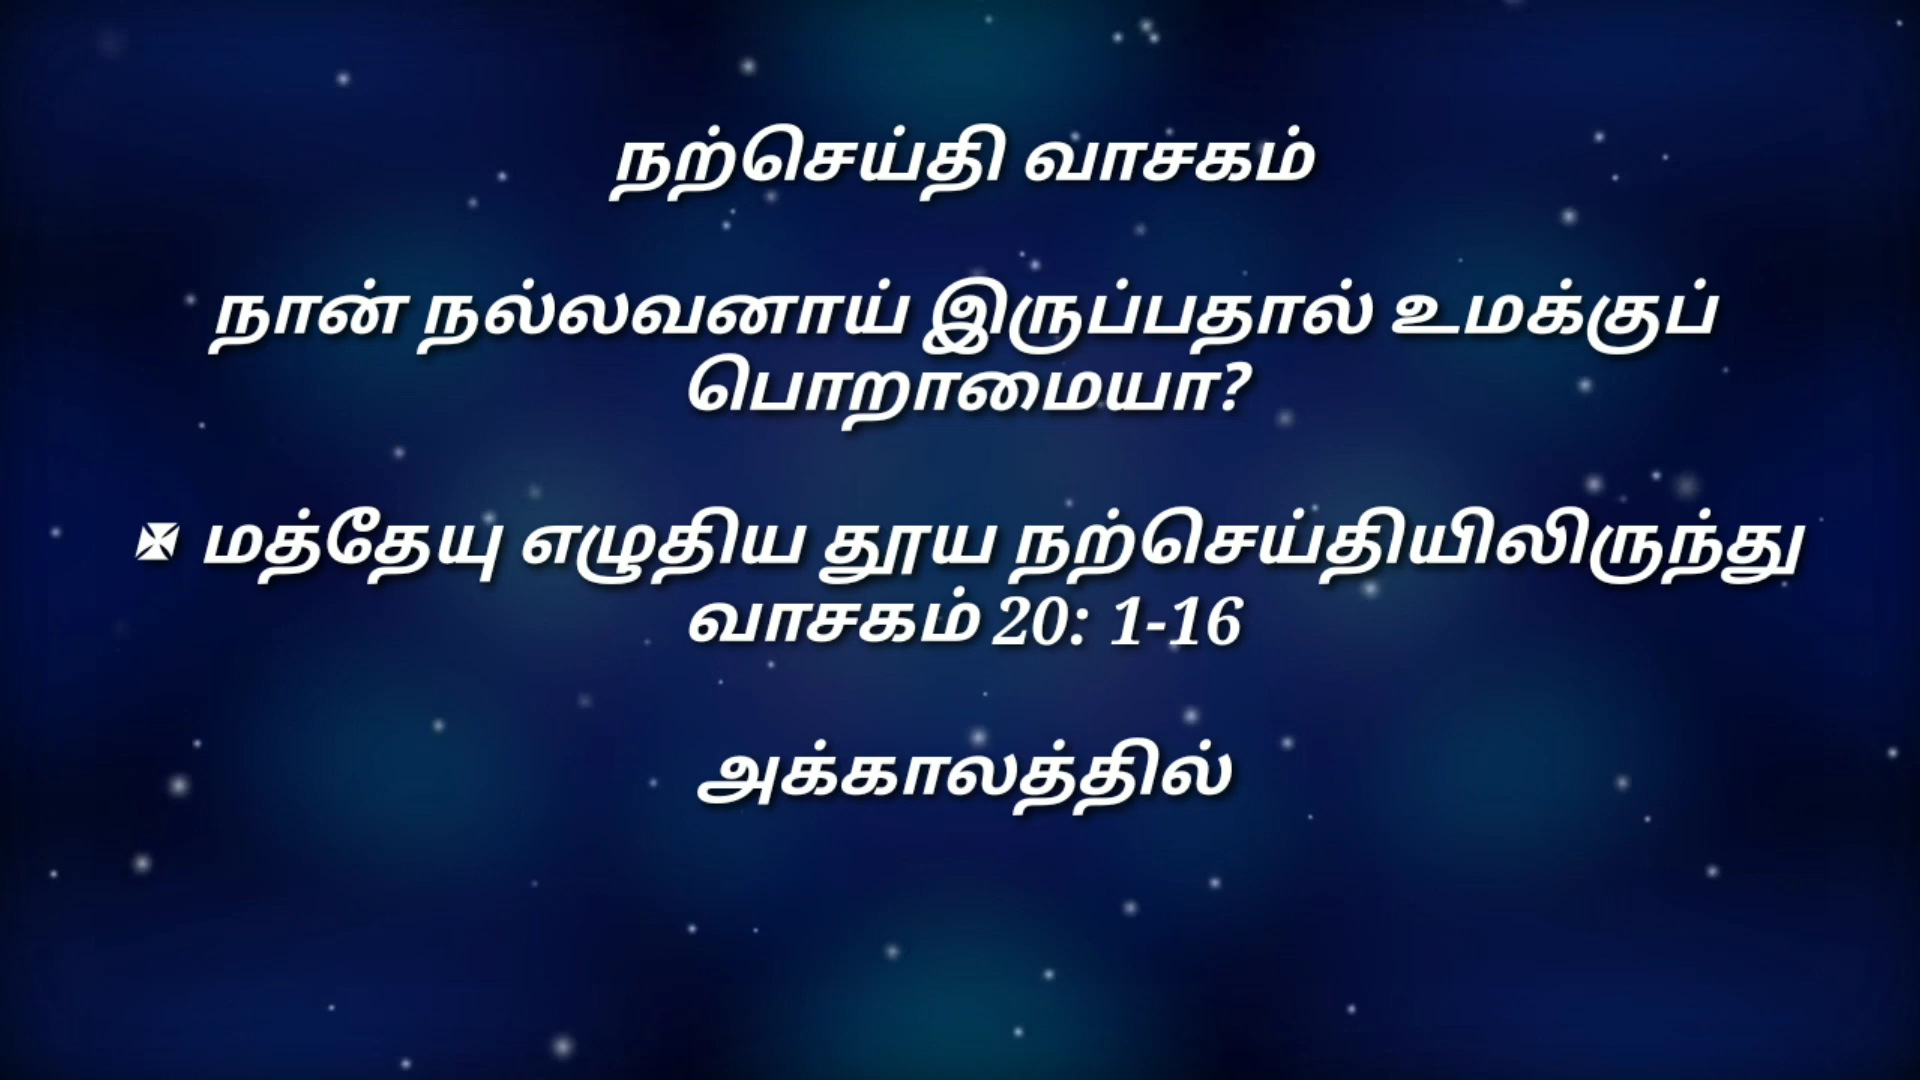 நற்செய்தி வாசகம்
நான் நல்லவனாய் இருப்பதால் உமக்குப்
பொறாமையா?
✠ மத்தேயு எழுதிய தூய நற்செய்தியிலிருந்து
வாசகம் 20: 1-16
அக்காலத்தில்